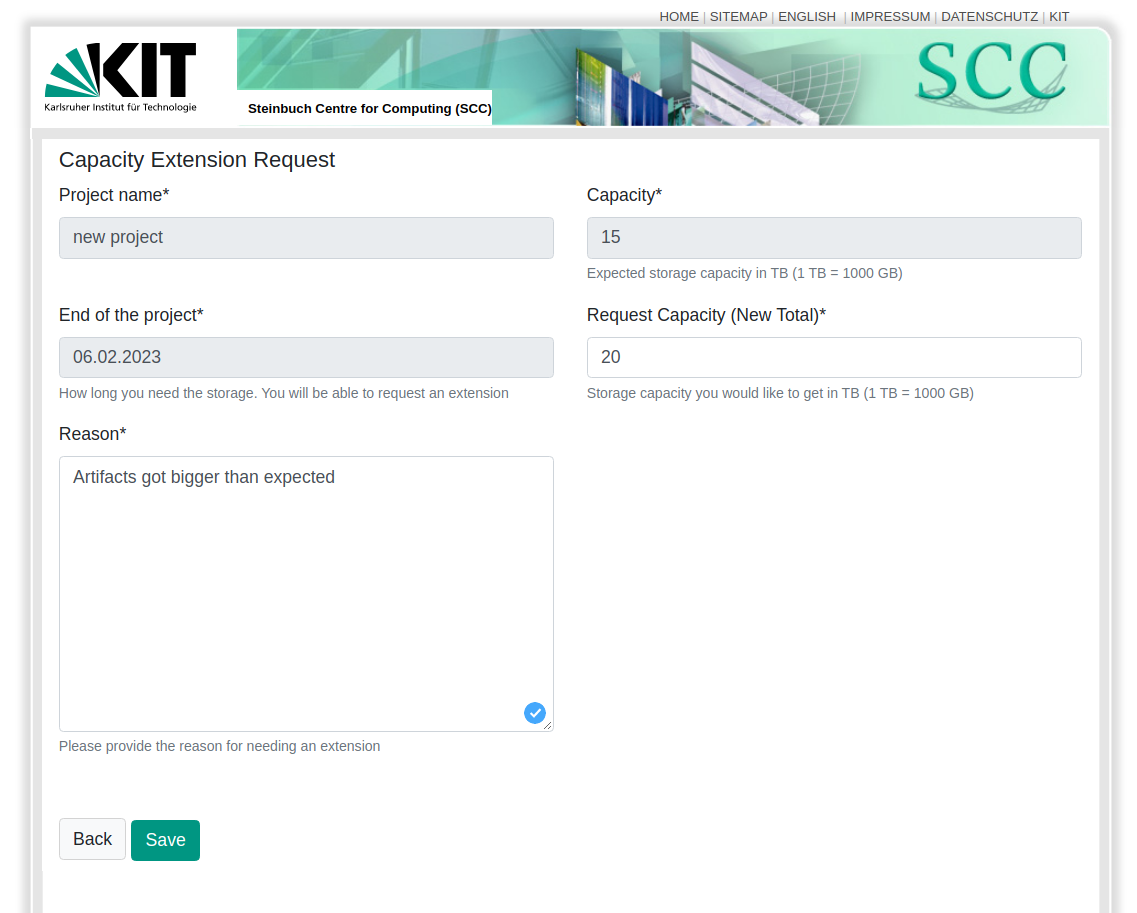 HOME | SITEMAP | ENGLISH | IMPRESSUM | DATENSCHUTZ | KIT
KIT
Karlsruher Institut für Technologie
Steinbuch Centre for Computing (SCC)
SCC
Capacity Extension Request
Project name*
new project
Capacity*
15
Expected storage capacity in TB (1 TB = 1000 GB)
End of the project*
06.02.2023
How long you need the storage. You will be able to request an extension
Request Capacity (New Total)*
20
Storage capacity you would like to get in TB (1 TB = 1000 GB)
Reason*
Artifacts got bigger than expected
Please provide the reason for needing an extension
Back
Save